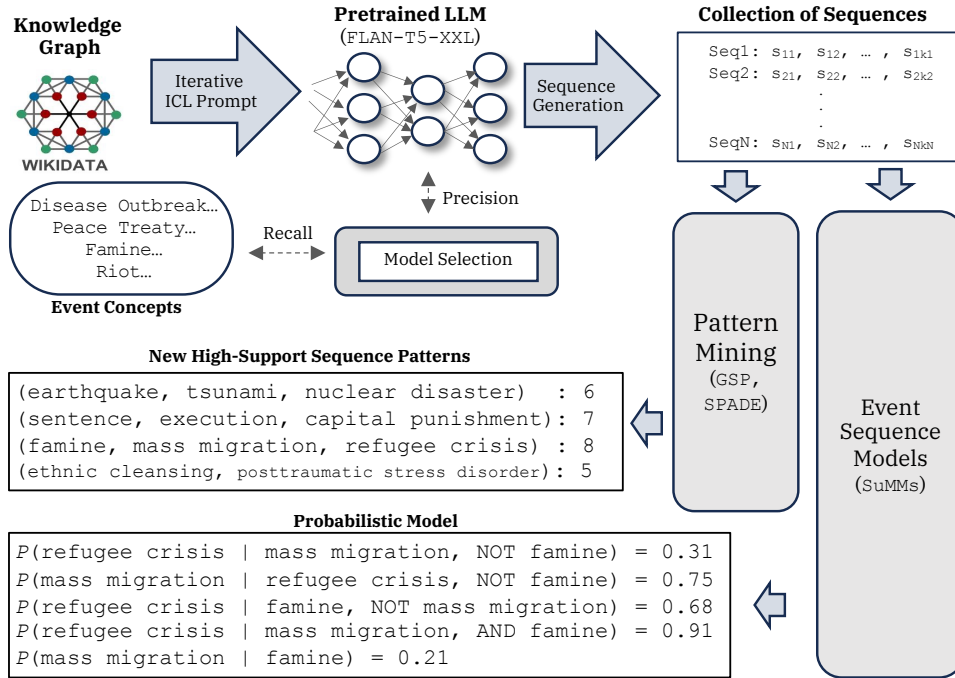 Knowledge
Graph
WIKIDATA
Iterative
ICL Prompt
Pretrained LLM
(FLAN-T5-XXL)
Sequence
Generation
Collection of Sequences
Seq1: s11, s12, … , s1k1
Seq2: s21, s22, … , s2k2
.
.
SeqN: sN1, sN2, … , sNkN
Disease Outbreak…
Peace Treaty…
Famine…
Riot…
Event Concepts
Recall
Precision
Model Selection
Pattern
Mining
(GSP,
SPADE)
Event
Sequence
Models
(SuMMs)
New High-Support Sequence Patterns
(earthquake, tsunami, nuclear disaster) : 6
(sentence, execution, capital punishment): 7
(famine, mass migration, refugee crisis) : 8
(ethnic cleansing, posttraumatic stress disorder): 5
Probabilistic Model
P(refugee crisis | mass migration, NOT famine) = 0.31
P(mass migration | refugee crisis, NOT famine) = 0.75
P(refugee crisis | famine, NOT mass migration) = 0.68
P(refugee crisis | mass migration, AND famine) = 0.91
P(mass migration | famine) = 0.21